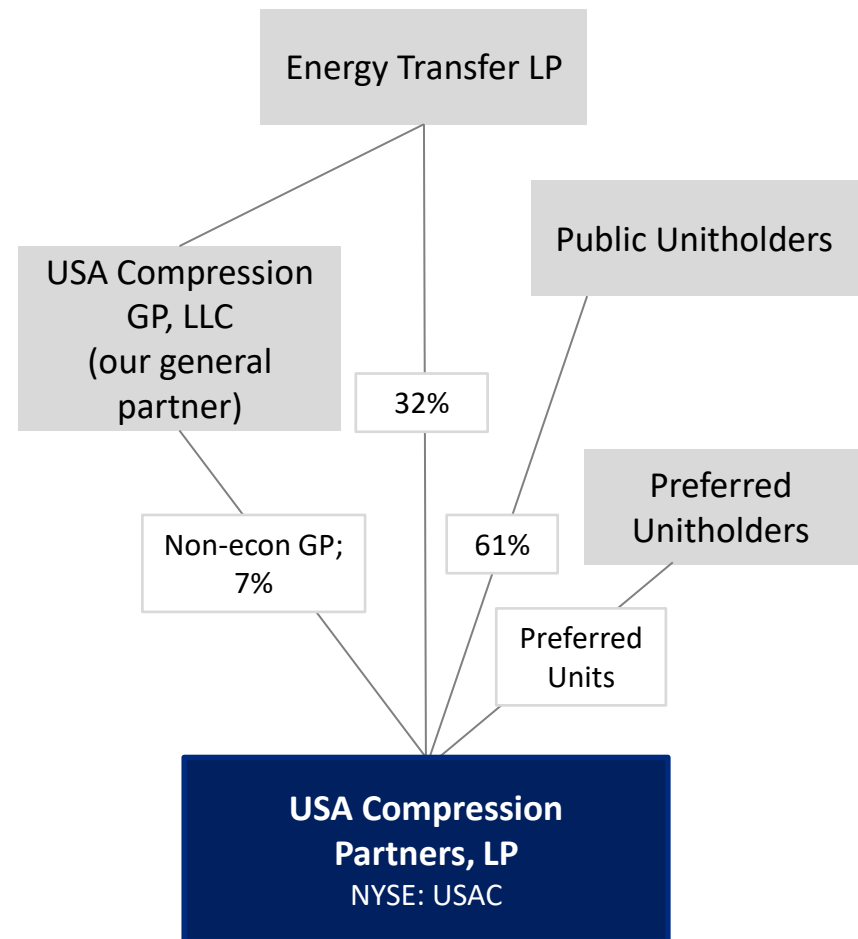 Energy Transfer LP
Public Unitholders
USA Compression
GP, LLC
(our general
partner)
32%
Preferred
Unitholders
Non-econ GP;
7%
61%
Preferred
Units
USA Compression
Partners, LP
NYSE: USAC